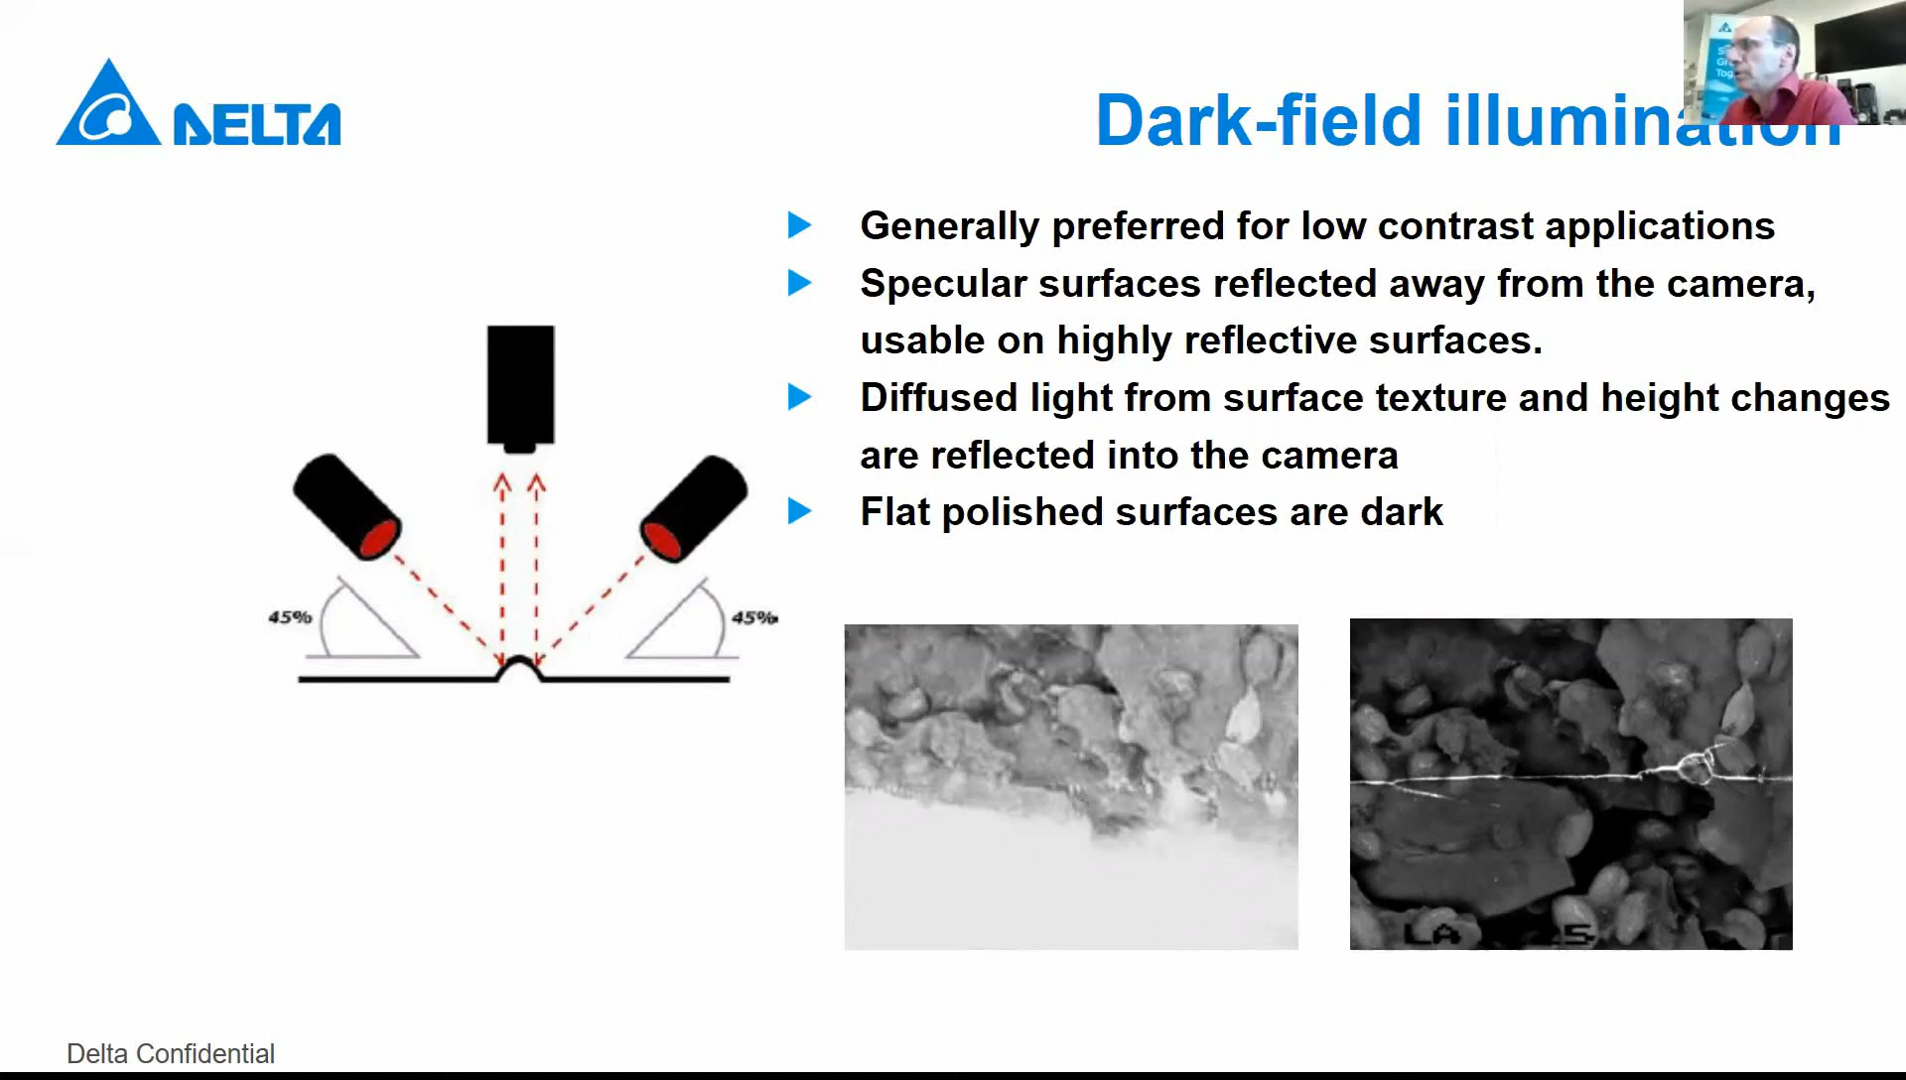 DELTA
Dark-field illumination
Generally preferred for low contrast applications
Specular surfaces reflected away from the camera,
usable on highly reflective surfaces.
Diffused light from surface texture and height changes
are reflected into the camera
Flat polished surfaces are dark
45%
45%
LA 25
Delta Confidential